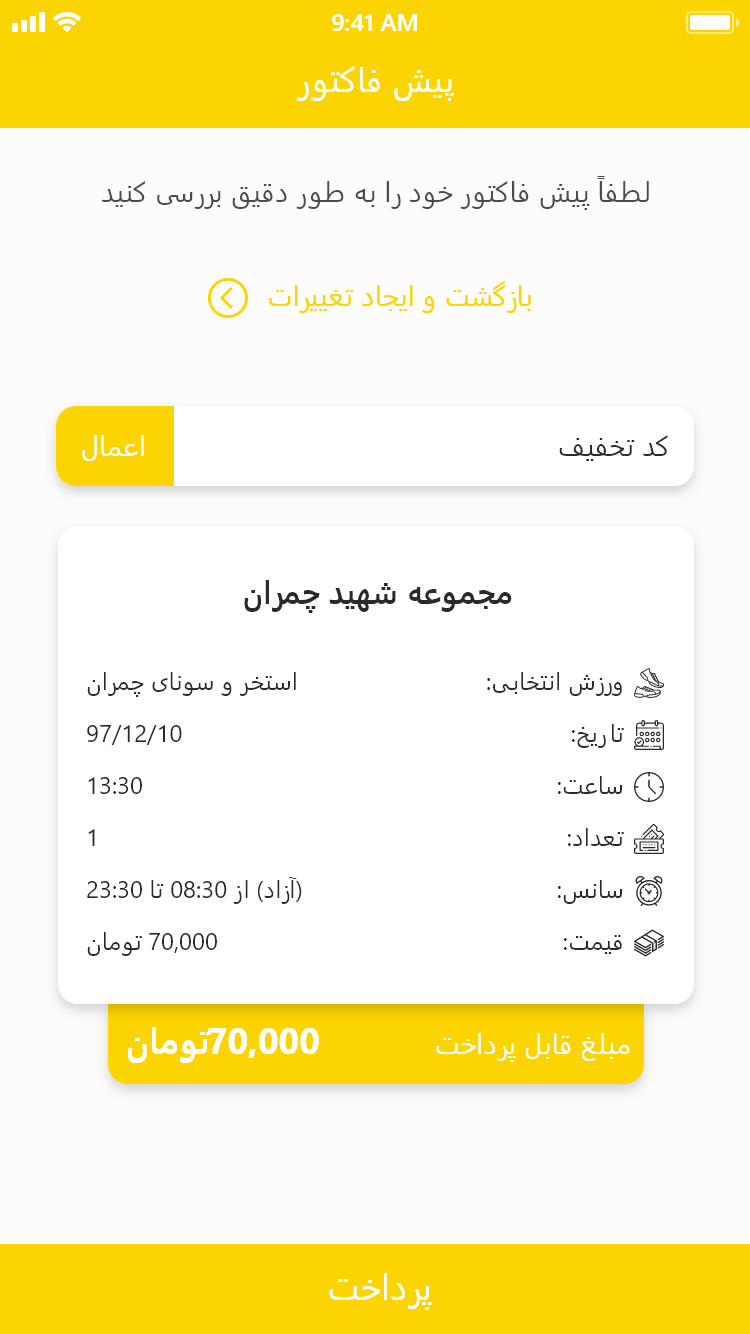 9:41 AM
پیش فاکتور
لطفاً پیش فاکتور خود را به طور دقیق بررسی کنید
بازگشت و ایجاد تغییرات
کد تخفیف
اعمال
مجموعه شهید چمران
ورزش انتخابی: استخر و سونای چمران
تاریخ: 97/12/10
ساعت: 13:30
تعداد: 1
سانس: (آزاد) از 08:30 تا 23:30
قیمت: 70,000 تومان
مبلغ قابل پرداخت 70,000تومان
پرداخت